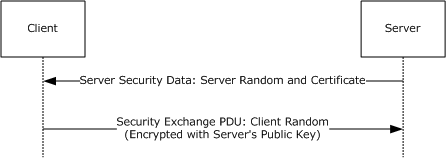 Client
Server
Server Security Data: Server Random and Certificate
Security Exchange PDU: Client Random
(Encrypted with Server's Public Key)